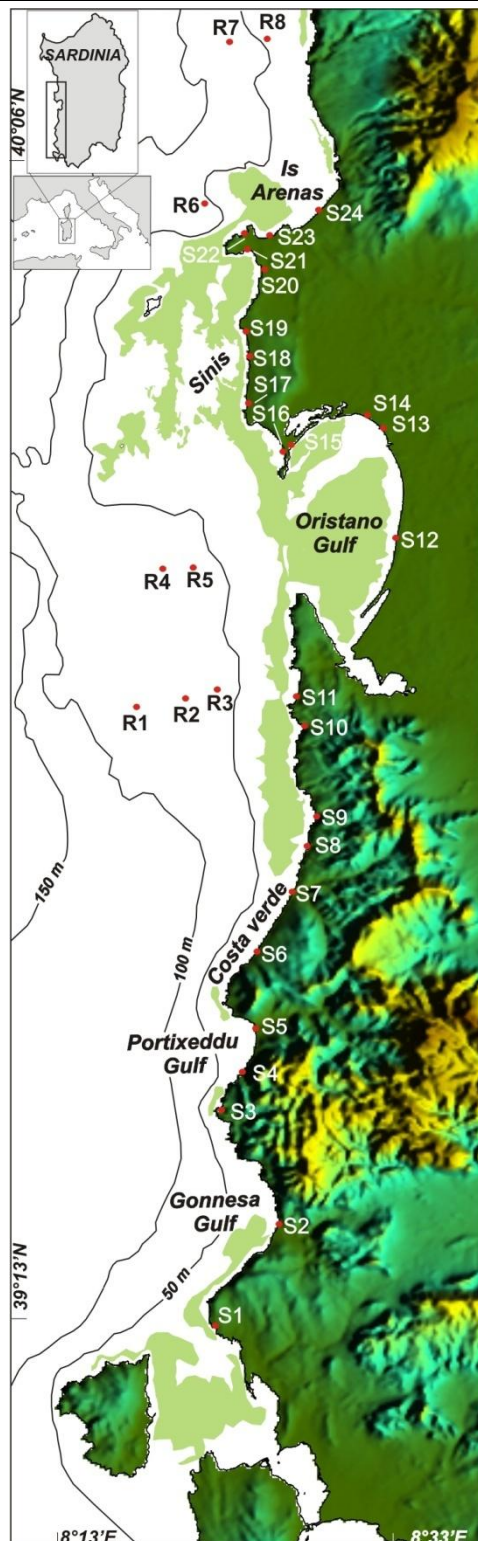 R7
R8
SARDINIA
40°06'N
Is
Arenas
R6
S24
S23
S22
S21
S20
S19
S18
Sinis
S17
S16
S14
S13
S15
Oristano
Gulf
S12
R4
R5
R3
R2
R1
S11
S10
S9
S8
S7
150 m
100 m
Costa verde
S6
S5
Portixeddu
Gulf
S4
S3
Gonnesa
Gulf
S2
50 m
39°13'N
S1
8°13'E
8°33'E